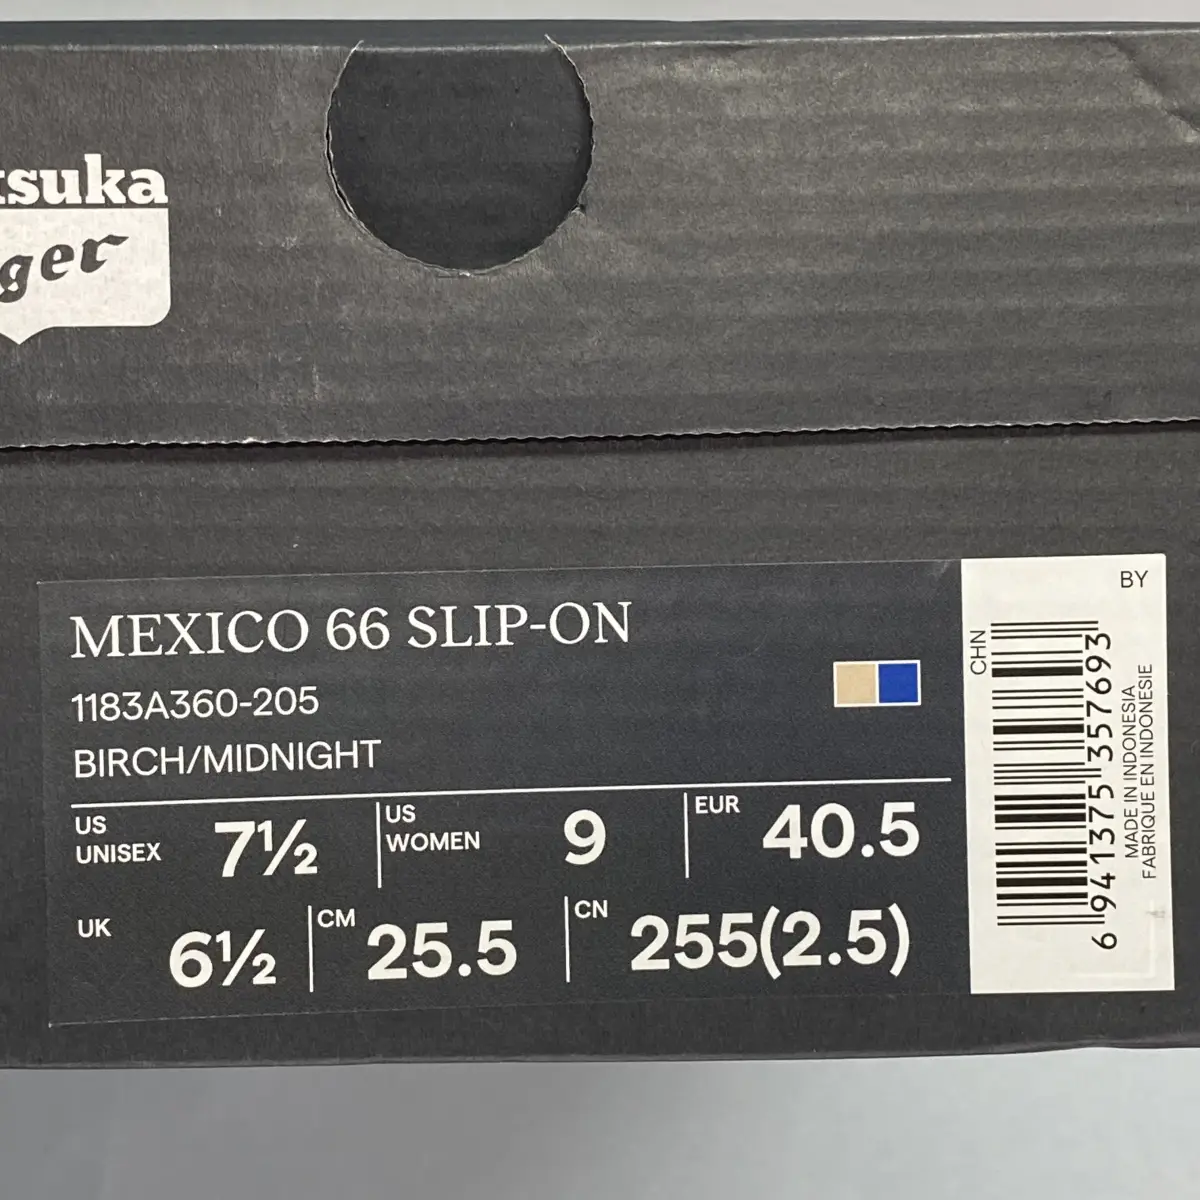 tsuka
ger
MEXICO 66 SLIP-ON
1183A360-205
BIRCH/MIDNIGHT
US
UNISEX
7½
US
WOMEN
9
EUR
40.5
UK
6½
CM
25.5
CN
255(2.5)
BY
CHN
6 941375 357693
MADE IN INDONESIA
FABRIQUE EN INDONESIE